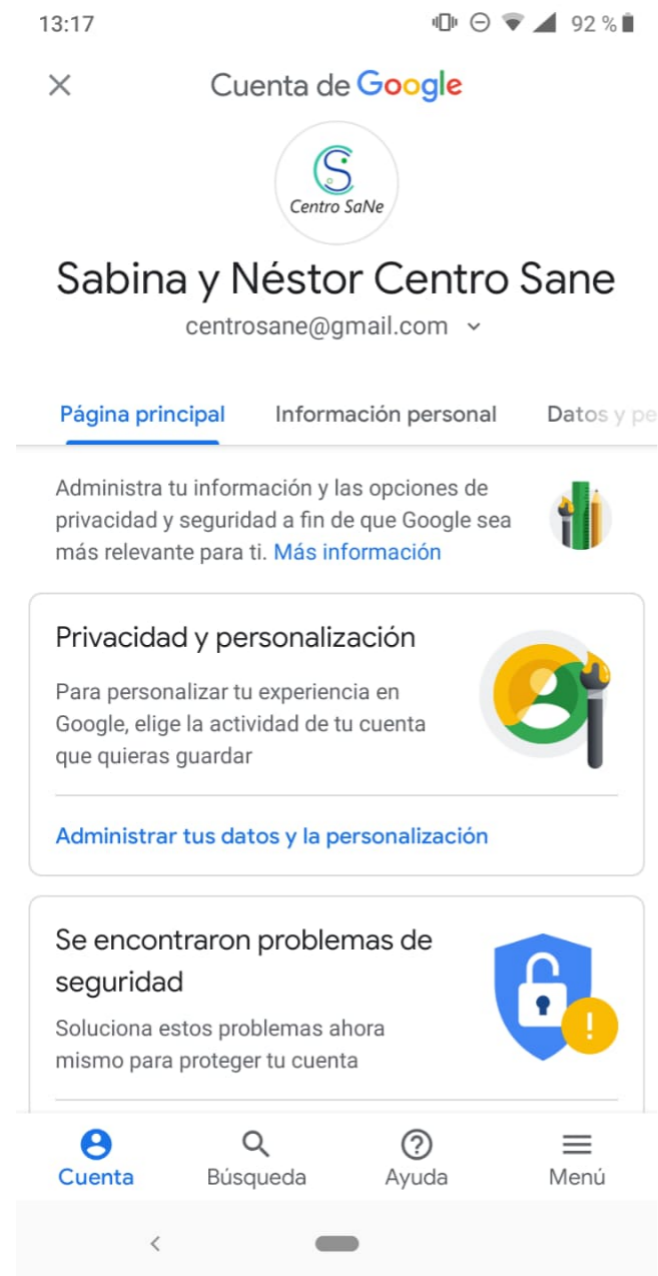 13:17
92 %
Cuenta de Google
Centro SaNe
Sabina y Néstor Centro Sane
centrosane@gmail.com
Página principal Información personal Datos y pe
Administra tu información y las opciones de
privacidad y seguridad a fin de que Google sea
más relevante para ti. Más información
Privacidad y personalización
Para personalizar tu experiencia en
Google, elige la actividad de tu cuenta
que quieras guardar
Administrar tus datos y la personalización
Se encontraron problemas de
seguridad
Soluciona estos problemas ahora
mismo para proteger tu cuenta
Cuenta Búsqueda Ayuda Menú